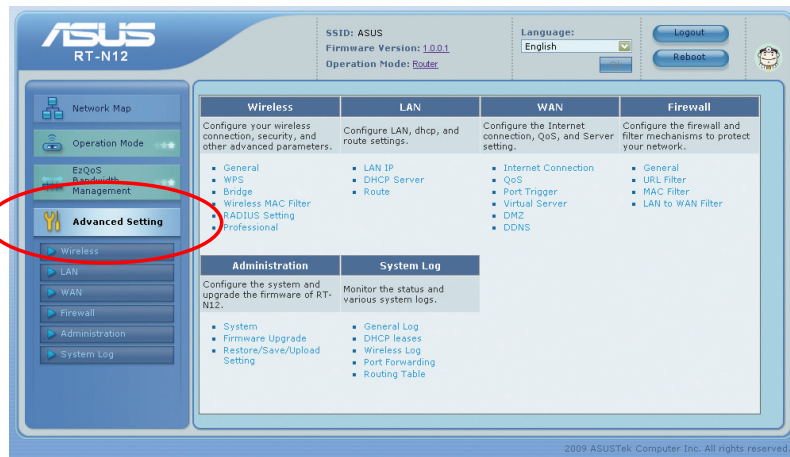 ASUS
RT-N12
SSID: ASUS
Firmware Version: 1.0.0.1
Operation Mode: Router
Language:
English
Logout
Reboot
Network Map
Operation Mode
EzQoS
Bandwidth
Management
Advanced Setting
Wireless
LAN
WAN
Firewall
Administration
System Log
Wireless
Configure your wireless
connection, security, and
other advanced parameters.
General
WPS
Bridge
Wireless MAC Filter
RADIUS Setting
Professional
LAN
Configure LAN, dhcp, and
route settings.
LAN IP
DHCP Server
Route
WAN
Configure the Internet
connection, QoS, and Server
setting.
Internet Connection
QoS
Port Trigger
Virtual Server
DMZ
DDNS
Firewall
Configure the firewall and
filter mechanisms to protect
your network.
General
URL Filter
MAC Filter
LAN to WAN Filter
Administration
Configure the system and
upgrade the firmware of RT-
N12.
System
Firmware Upgrade
Restore/Save/Upload
Setting
System Log
Monitor the status and
various system logs.
General Log
DHCP leases
Wireless Log
Port Forwarding
Routing Table
2009 ASUSTek Computer Inc. All rights reserved.